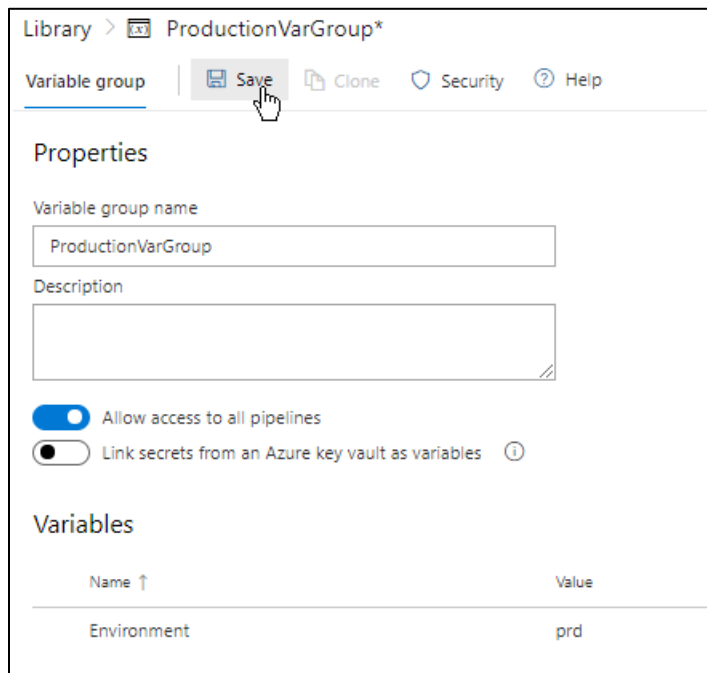 Library > (x) ProductionVarGroup*
Variable group Save Clone Security Help
Properties
Variable group name
ProductionVarGroup
Description
Allow access to all pipelines
Link secrets from an Azure key vault as variables
Variables
Name ↑ Value
Environment prd